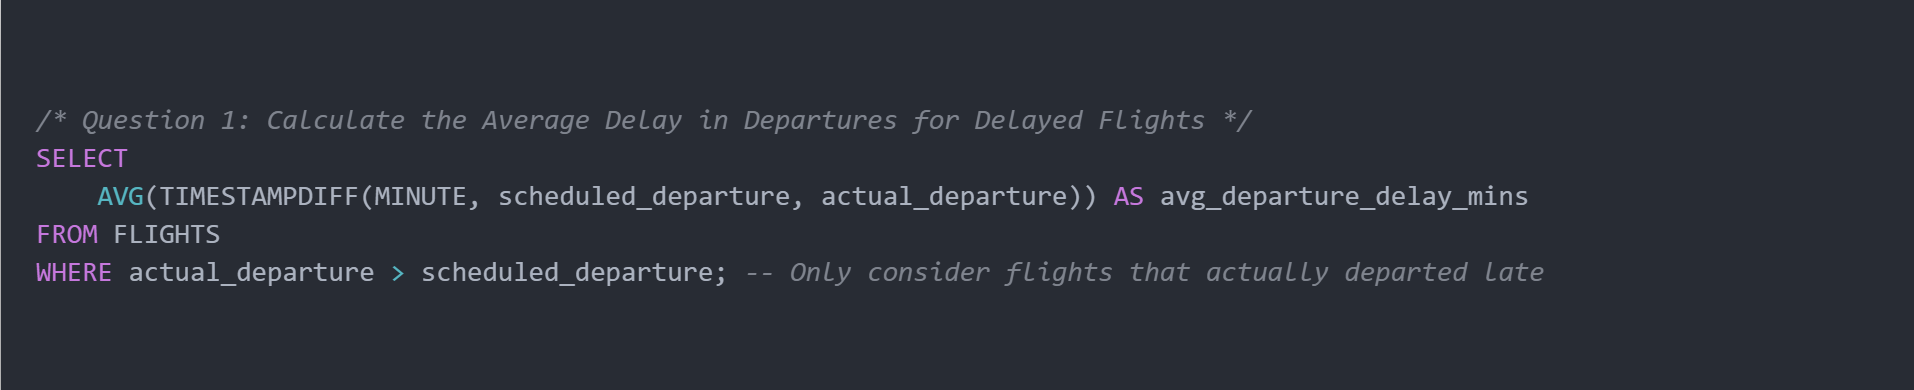 /* Question 1: Calculate the Average Delay in Departures for Delayed Flights */
SELECT
    AVG(TIMESTAMPDIFF(MINUTE, scheduled_departure, actual_departure)) AS avg_departure_delay_mins
FROM FLIGHTS
WHERE actual_departure > scheduled_departure; -- Only consider flights that actually departed late